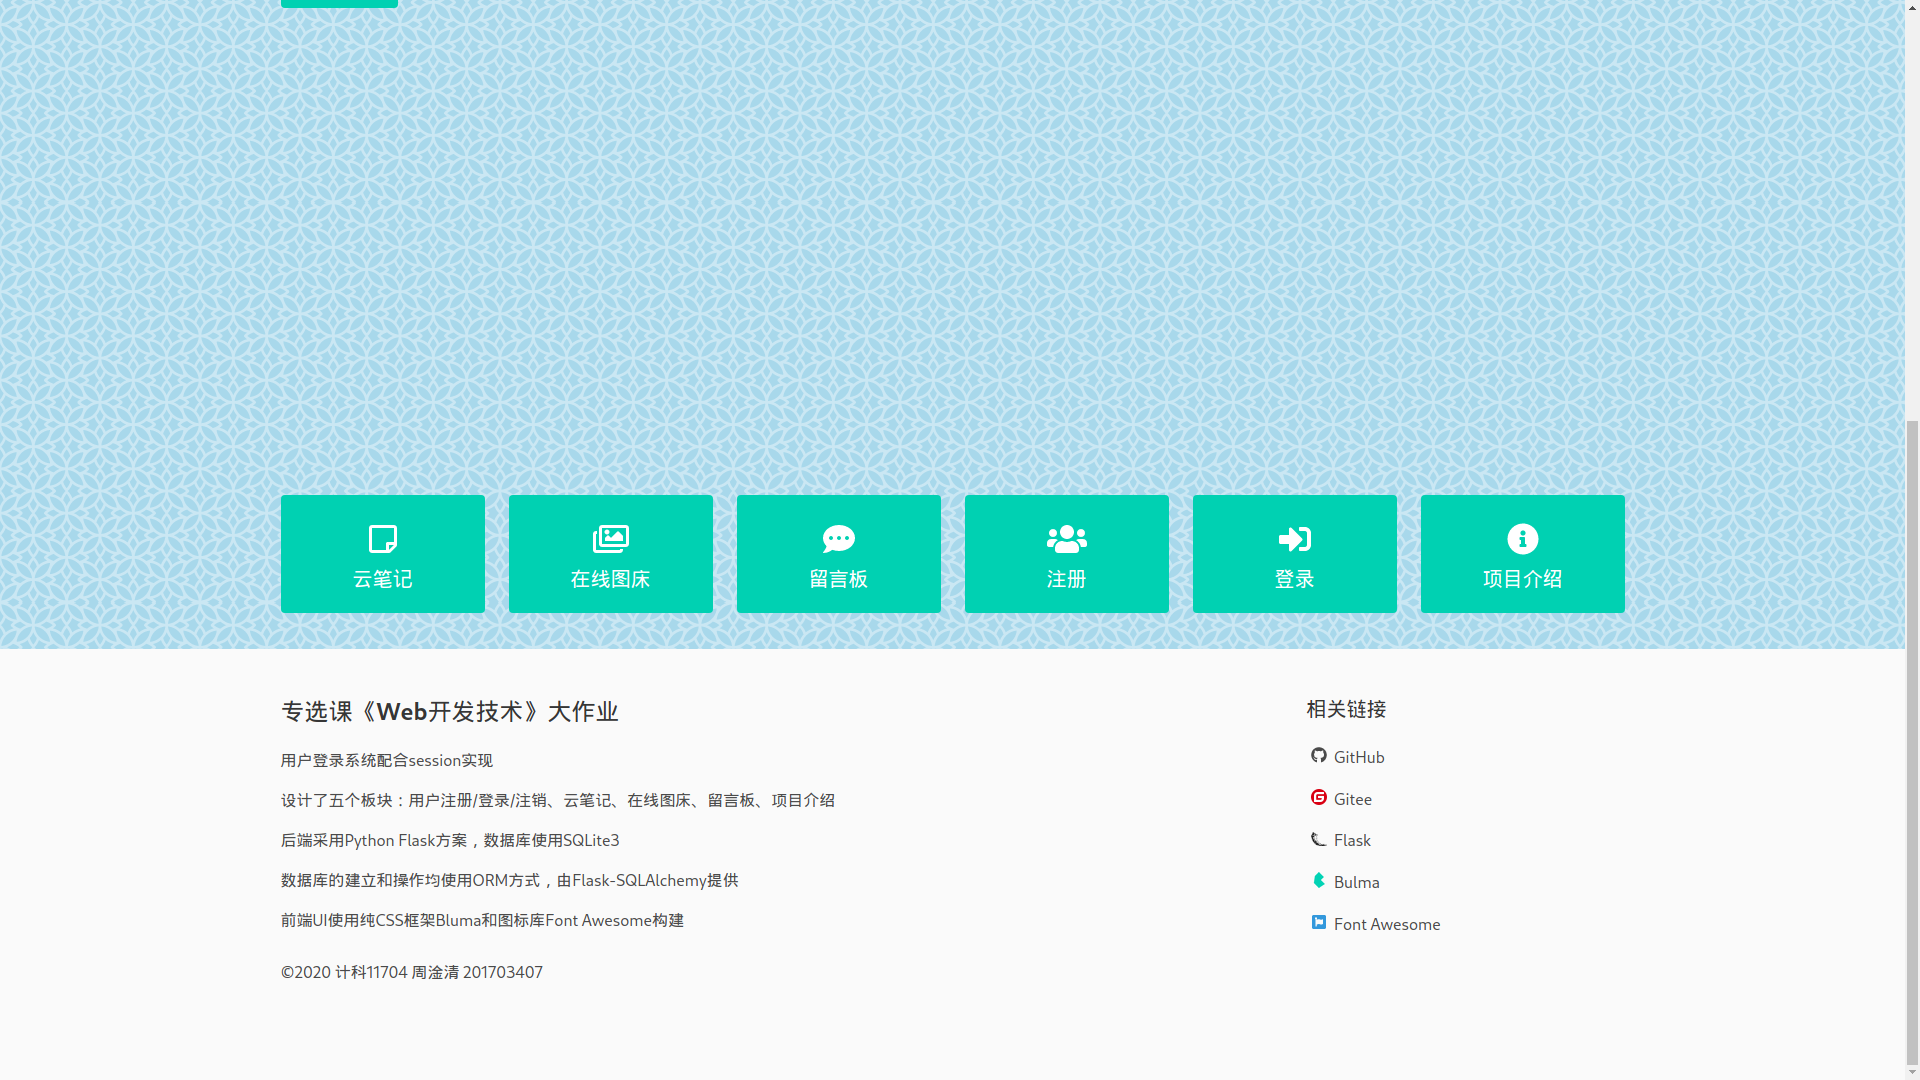 云笔记
在线图床
留言板
注册
登录
项目介绍
专选课《Web开发技术》大作业
用户登录系统配合session实现
设计了五个板块：用户注册/登录/注销、云笔记、在线图床、留言板、项目介绍
后端采用Python Flask方案，数据库使用SQLite3
数据库的建立和操作均使用ORM方式，由Flask-SQLAlchemy提供
前端UI使用纯CSS框架Bluma和图标库Font Awesome构建
©2020 计科11704 周淦清 201703407
相关链接
GitHub
Gitee
Flask
Bulma
Font Awesome